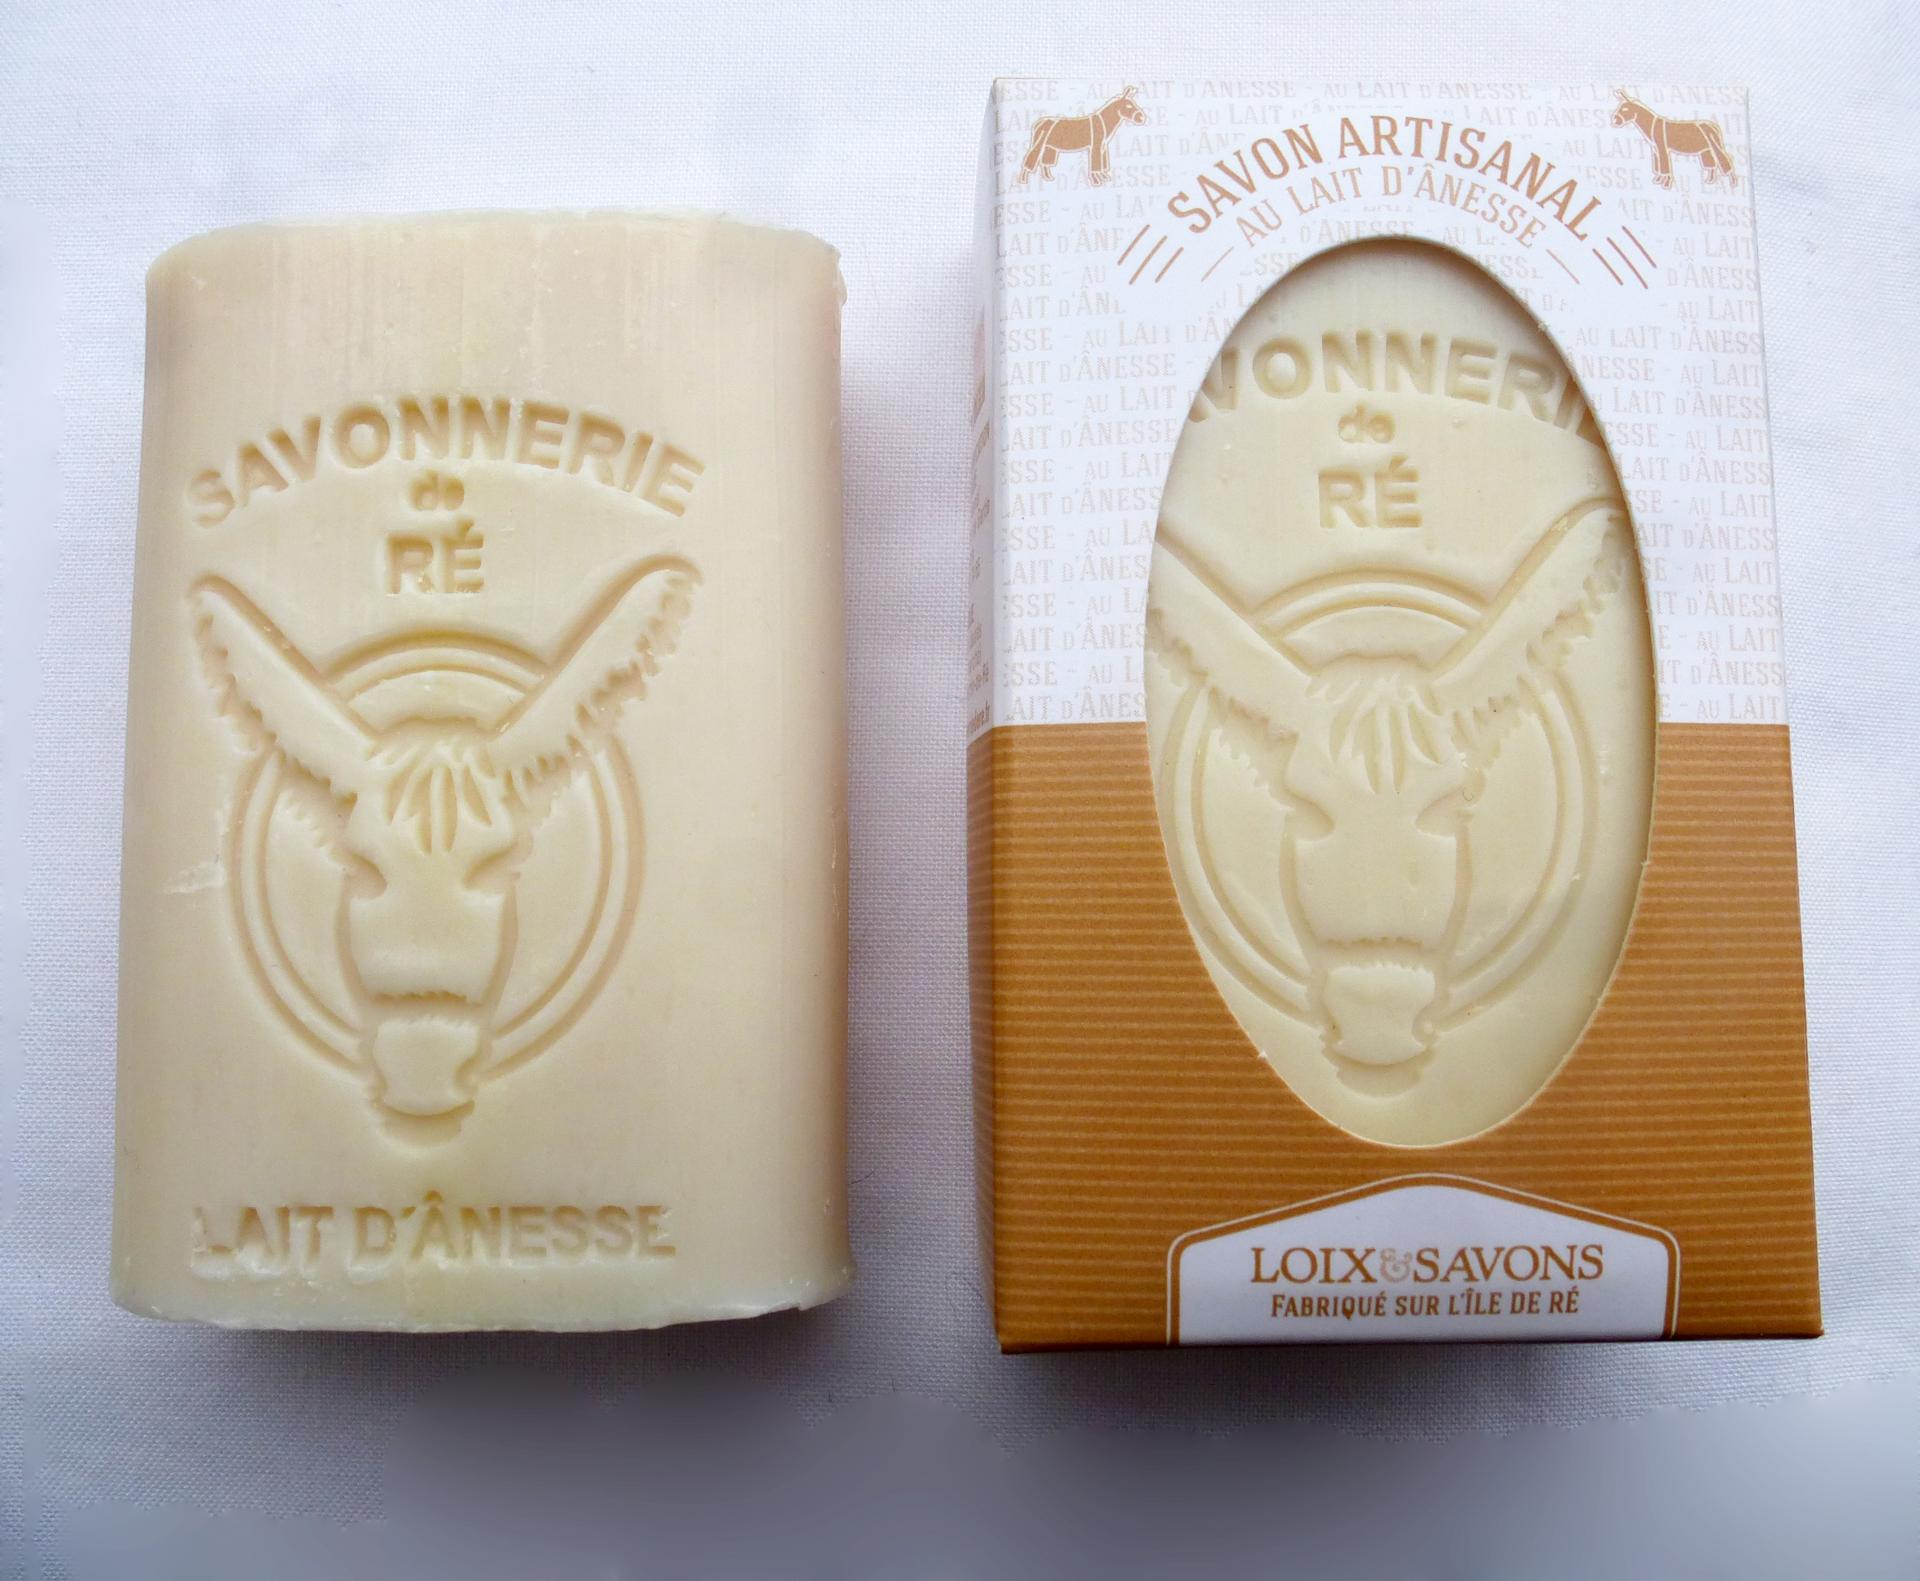 SAVONNERIE
de
RÉ
LAIT D'ÂNESSE
SAVON ARTISANAL
AU LAIT D'ÂNESSE
VONNERI
de
RÉ
LOIX&SAVONS
FABRIQUÉ SUR L'ÎLE DE RÉ